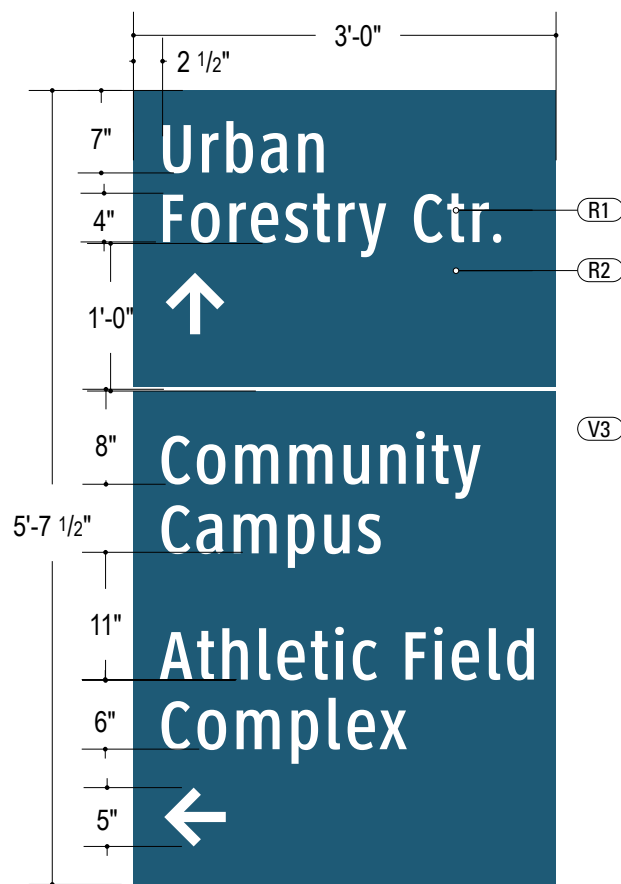 3'-0"
2 1/2"
7"
Urban
Forestry Ctr.
4"
R1
R2
1'-0"
V3
8"
Community
Campus
5'-7 1/2"
11"
Athletic Field
Complex
6"
5"